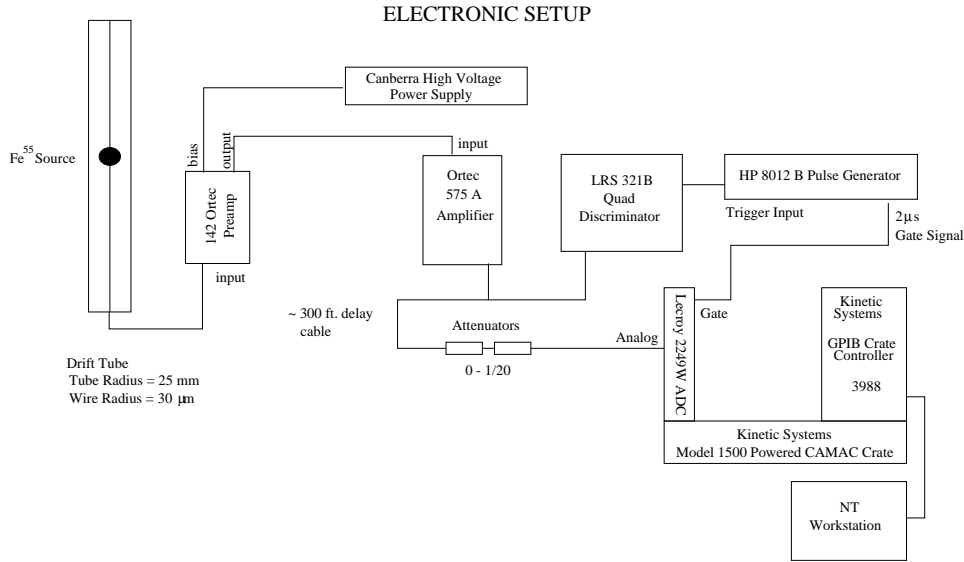 ELECTRONIC SETUP
Fe55 Source
Canberra High Voltage
Power Supply
bias
output
142 Ortec
Preamp
input
input
Ortec
575 A
Amplifier
LRS 321B
Quad
Discriminator
HP 8012 B Pulse Generator
Trigger Input
2μs
Gate Signal
~ 300 ft. delay
cable
Attenuators
0 - 1/20
Analog
Gate
Lecroy 2249W ADC
Kinetic
Systems
GPIB Crate
Controller
3988
Drift Tube
Tube Radius = 25 mm
Wire Radius = 30 μm
Kinetic Systems
Model 1500 Powered CAMAC Crate
NT
Workstation